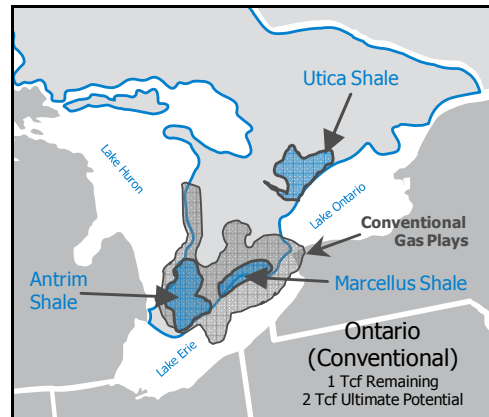 Utica Shale
Lake Huron
Lake Ontario
Conventional
Gas Plays
Antrim
Shale
Marcellus Shale
Lake Erie
Ontario
(Conventional)
1 Tcf Remaining
2 Tcf Ultimate Potential